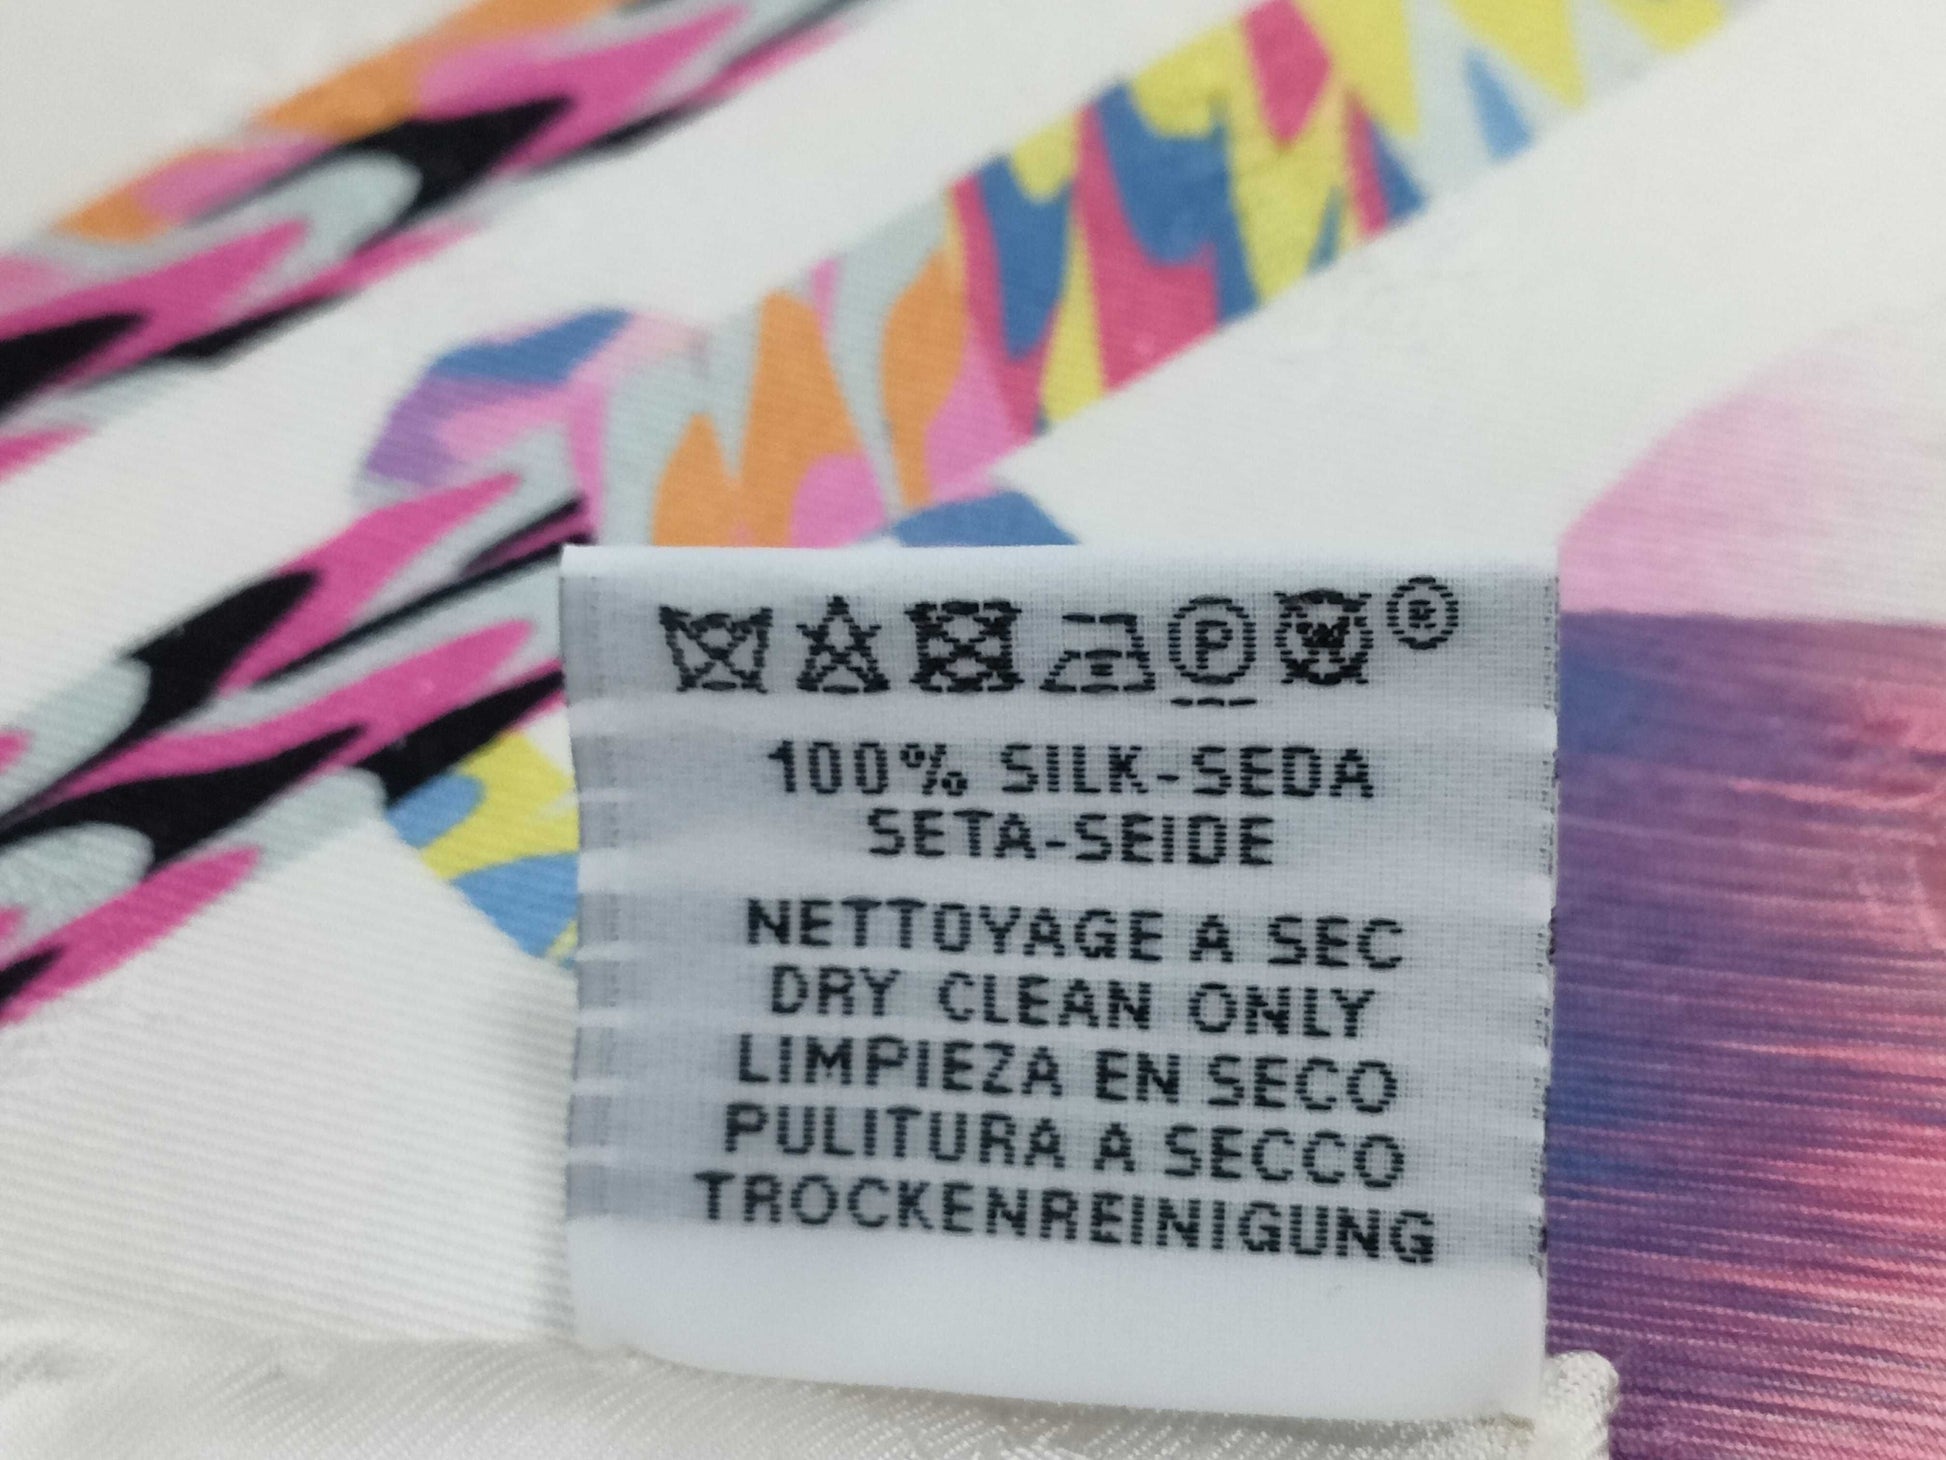 P W ®
100% SILK-SEDA
SETA-SEIDE
NETTOYAGE A SEC
DRY CLEAN ONLY
LIMPIEZA EN SECO
PULITURA A SECCO
TROCKENREINIGUNG